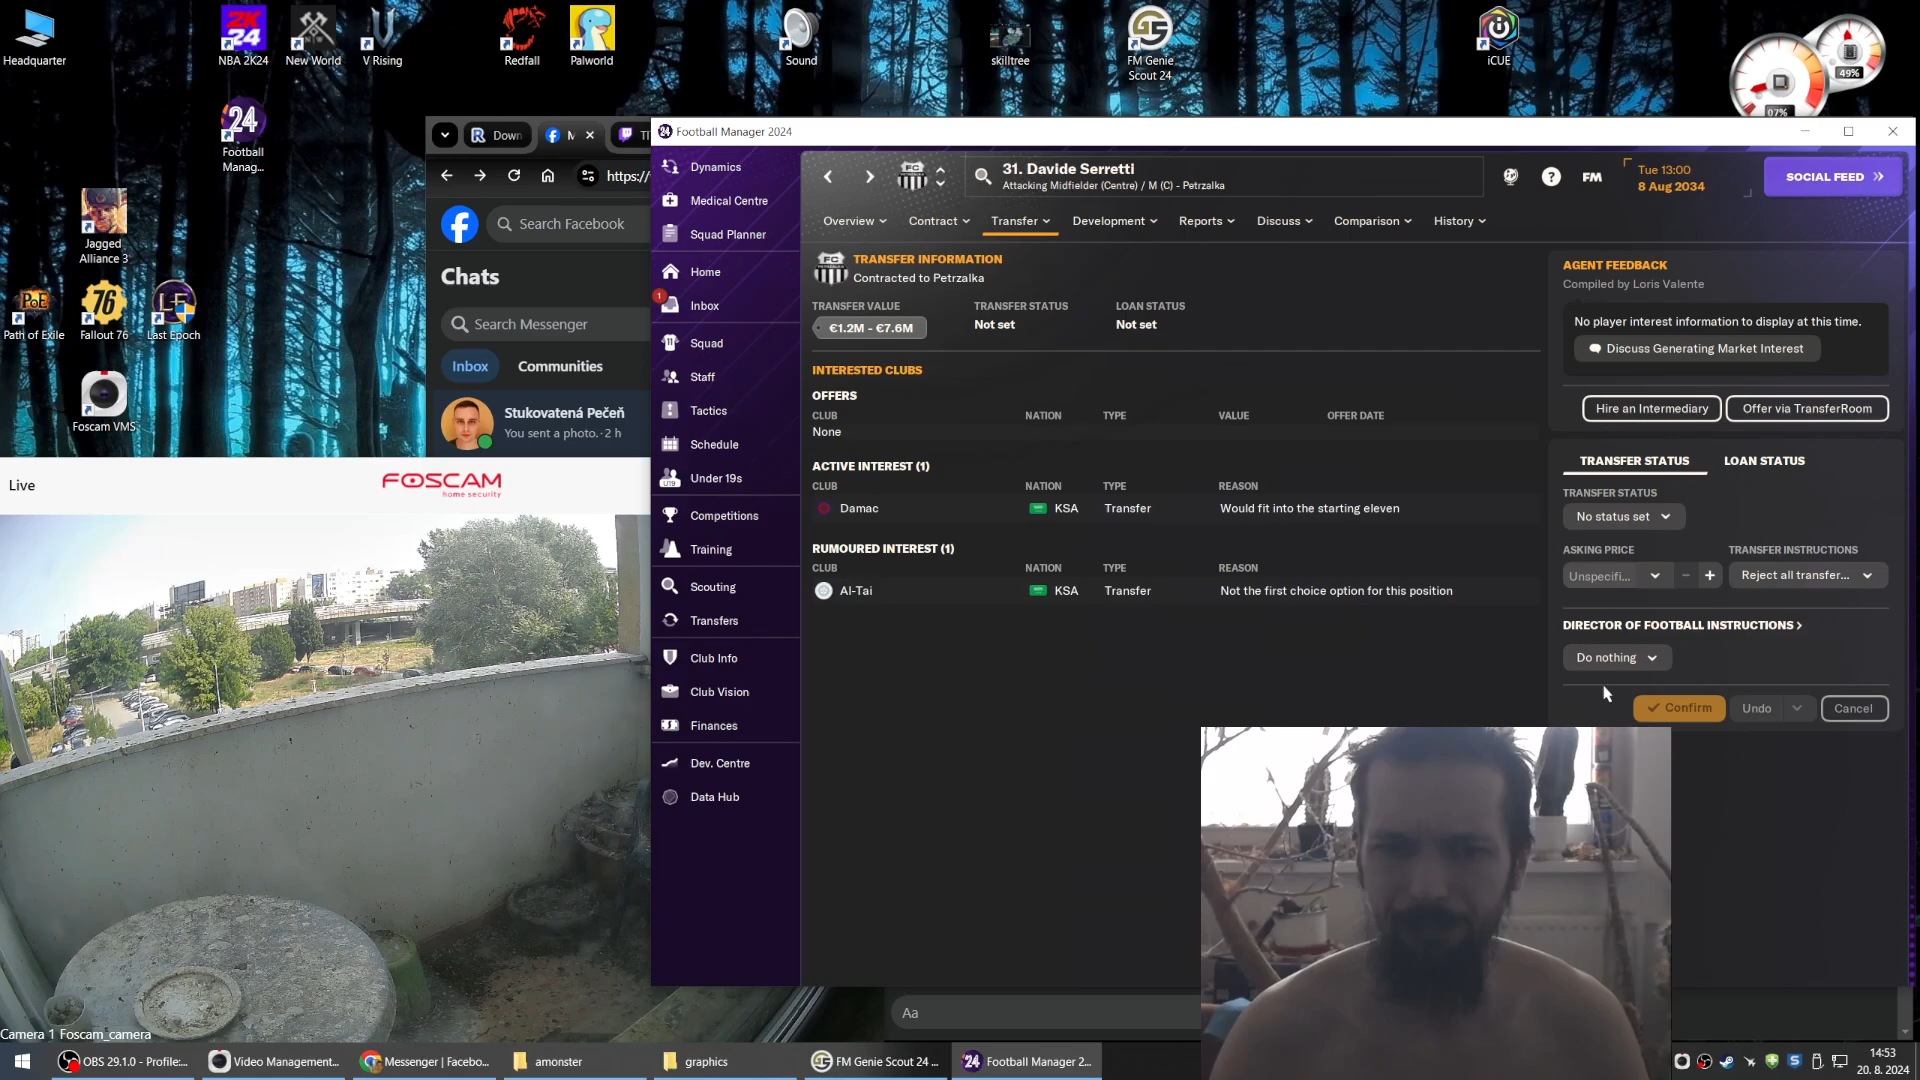 Headquarter
NBA 2K24
New World
V Rising
Redfall
Palworld
Sound
skilltree
FM Genie
Scout 24
iCUE
49%
07%
Football
Manag...
Jagged
Alliance 3
Path of Exile
Fallout 76
Last Epoch
Foscam VMS
Down
https://
Search Facebook
Chats
Search Messenger
Inbox
Communities
Stukovatená Pečeň
You sent a photo. · 2 h
Live
FOSCAM
home security
Camera 1 Foscam_camera
Football Manager 2024
Dynamics
Medical Centre
Squad Planner
Home
1
Inbox
Squad
Staff
Tactics
Schedule
Under 19s
Competitions
Training
Scouting
Transfers
Club Info
Club Vision
Finances
Dev. Centre
Data Hub
31. Davide Serretti
Attacking Midfielder (Centre) / M (C) - Petrzalka
FM
Tue 13:00
8 Aug 2034
SOCIAL FEED
Overview
Contract
Transfer
Development
Reports
Discuss
Comparison
History
TRANSFER INFORMATION
Contracted to Petrzalka
TRANSFER VALUE
TRANSFER STATUS
LOAN STATUS
€1.2M - €7.6M
Not set
Not set
INTERESTED CLUBS
OFFERS
CLUB NATION TYPE VALUE OFFER DATE
None
ACTIVE INTEREST (1)
CLUB NATION TYPE REASON
Damac KSA Transfer Would fit into the starting eleven
RUMOURED INTEREST (1)
CLUB NATION TYPE REASON
Al-Tai KSA Transfer Not the first choice option for this position
AGENT FEEDBACK
Compiled by Loris Valente
No player interest information to display at this time.
Discuss Generating Market Interest
Hire an Intermediary
Offer via TransferRoom
TRANSFER STATUS
LOAN STATUS
TRANSFER STATUS
No status set
ASKING PRICE
TRANSFER INSTRUCTIONS
Unspecifi...
Reject all transfer...
DIRECTOR OF FOOTBALL INSTRUCTIONS >
Do nothing
Confirm
Undo
Cancel
Aa
OBS 29.1.0 - Profile:...
Video Management...
Messenger | Facebo...
amonster
graphics
FM Genie Scout 24 ...
Football Manager 2...
14:53
20. 8. 2024